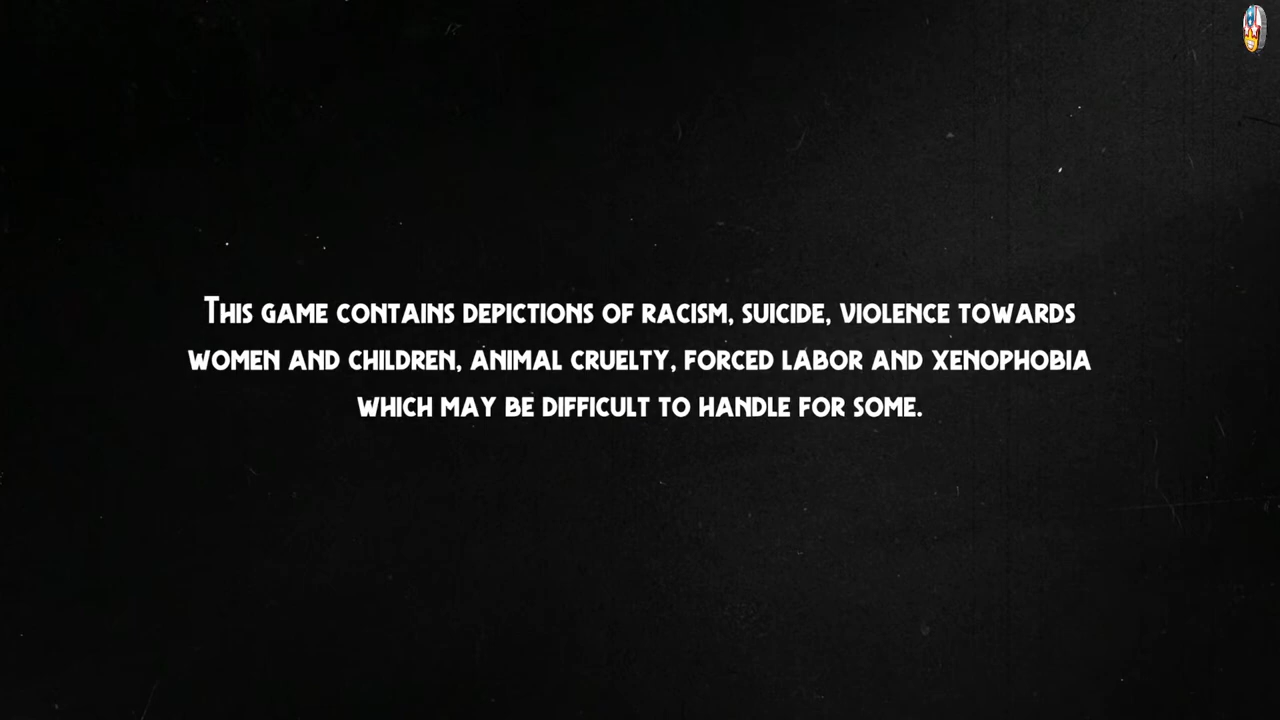 This game contains depictions of racism, suicide, violence towards
women and children, animal cruelty, forced labor and xenophobia
which may be difficult to handle for some.